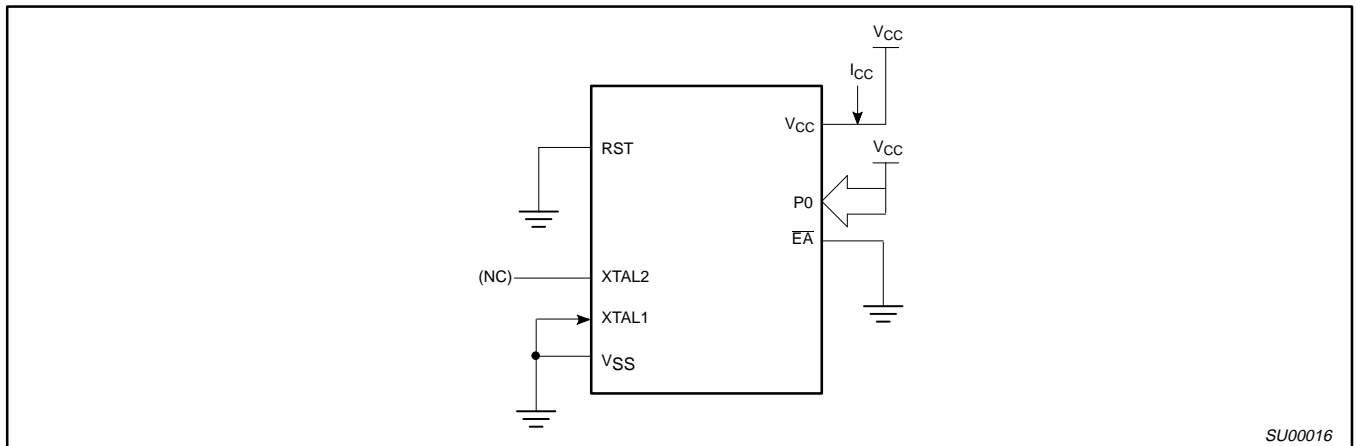 VCC
ICC
VCC
RST
VCC
P0
EA
(NC)
XTAL2
XTAL1
VSS
SU00016